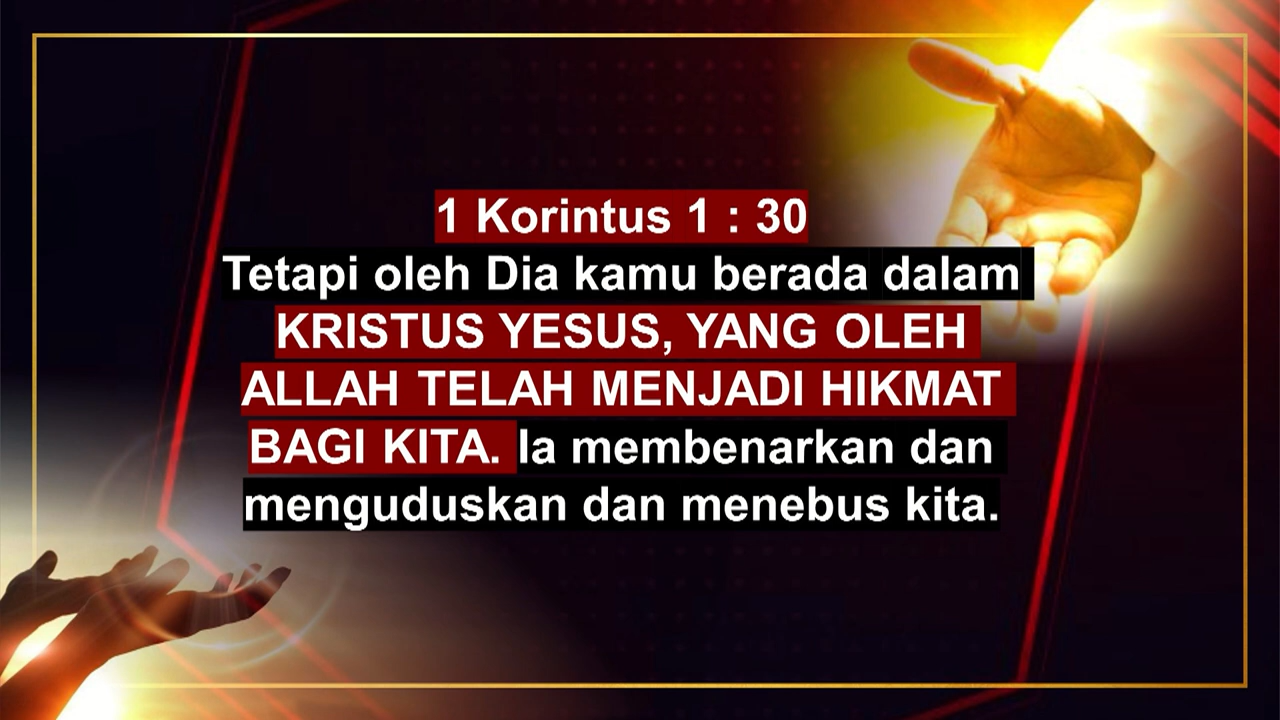 1 Korintus 1 : 30
Tetapi oleh Dia kamu berada dalam
KRISTUS YESUS, YANG OLEH
ALLAH TELAH MENJADI HIKMAT
BAGI KITA. Ia membenarkan dan
menguduskan dan menebus kita.